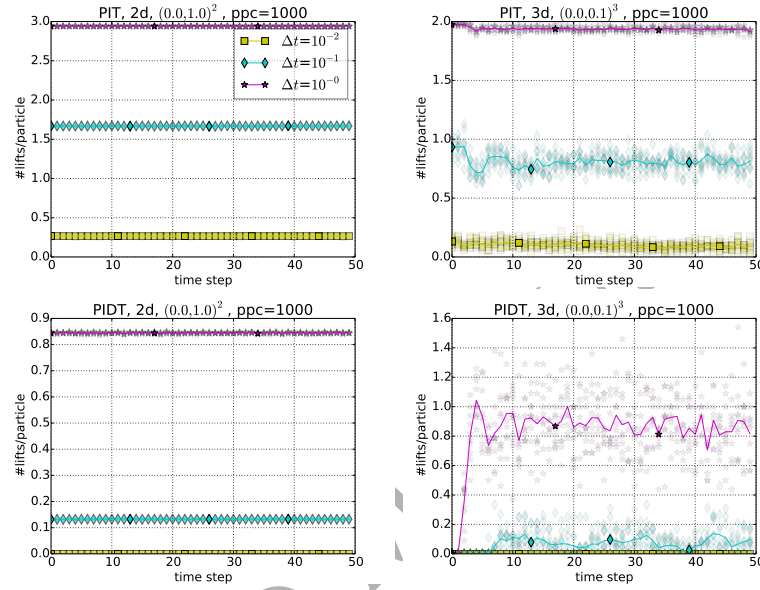 PIT, 2d, (0.0,1.0)², ppc=1000
#lifts/particle
3.0
2.5
2.0
1.5
1.0
0.5
0.0
0 10 20 30 40 50
time step
Δt=10⁻²
Δt=10⁻¹
Δt=10⁻⁰
PIT, 3d, (0.0,0.1)³, ppc=1000
#lifts/particle
2.0
1.5
1.0
0.5
0.0
0 10 20 30 40 50
time step
PIDT, 2d, (0.0,1.0)², ppc=1000
#lifts/particle
0.9
0.8
0.7
0.6
0.5
0.4
0.3
0.2
0.1
0.0
0 10 20 30 40 50
time step
PIDT, 3d, (0.0,0.1)³, ppc=1000
#lifts/particle
1.6
1.4
1.2
1.0
0.8
0.6
0.4
0.2
0.0
0 10 20 30 40 50
time step